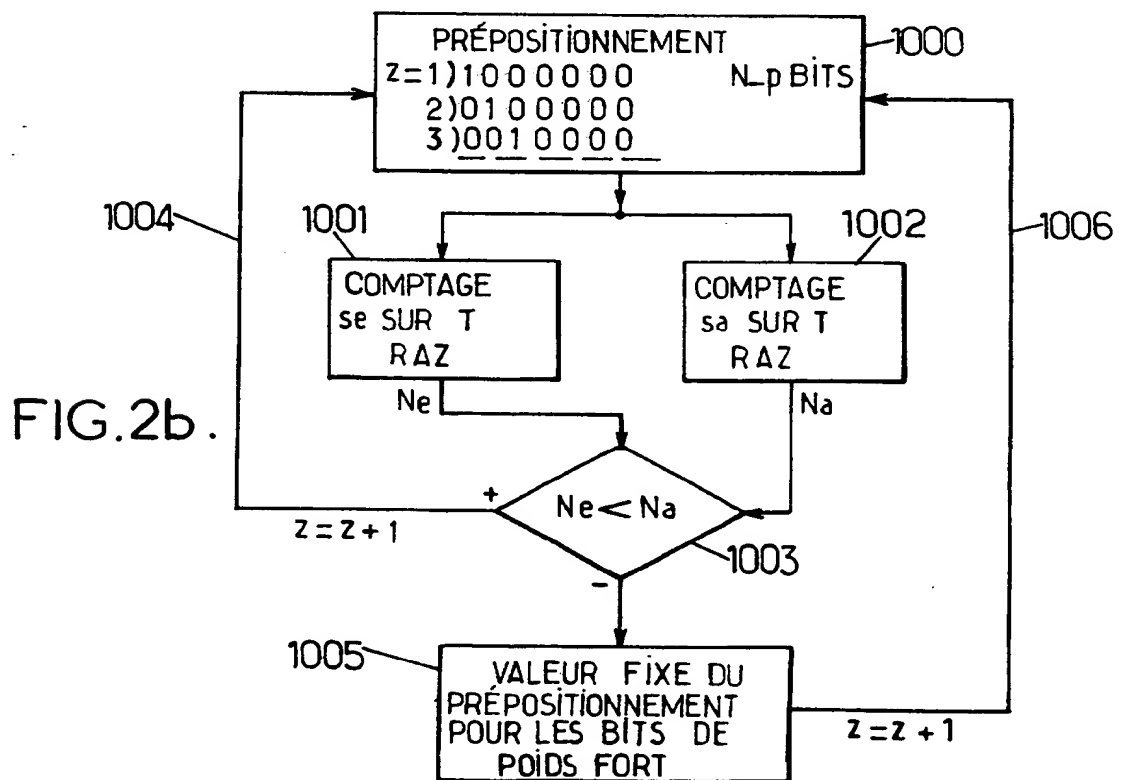 PRÉPOSITIONNEMENT
1000
z=1)1000000 N_p BITS
2)0100000
3)0010000
1004
1001
1002
1006
COMPTAGE
se SUR T
RAZ
COMPTAGE
sa SUR T
RAZ
Ne
Na
FIG.2b.
+
Ne < Na
z = z + 1
1003
-
1005
VALEUR FIXE DU
PRÉPOSITIONNEMENT
POUR LES BITS DE
POIDS FORT
z = z + 1